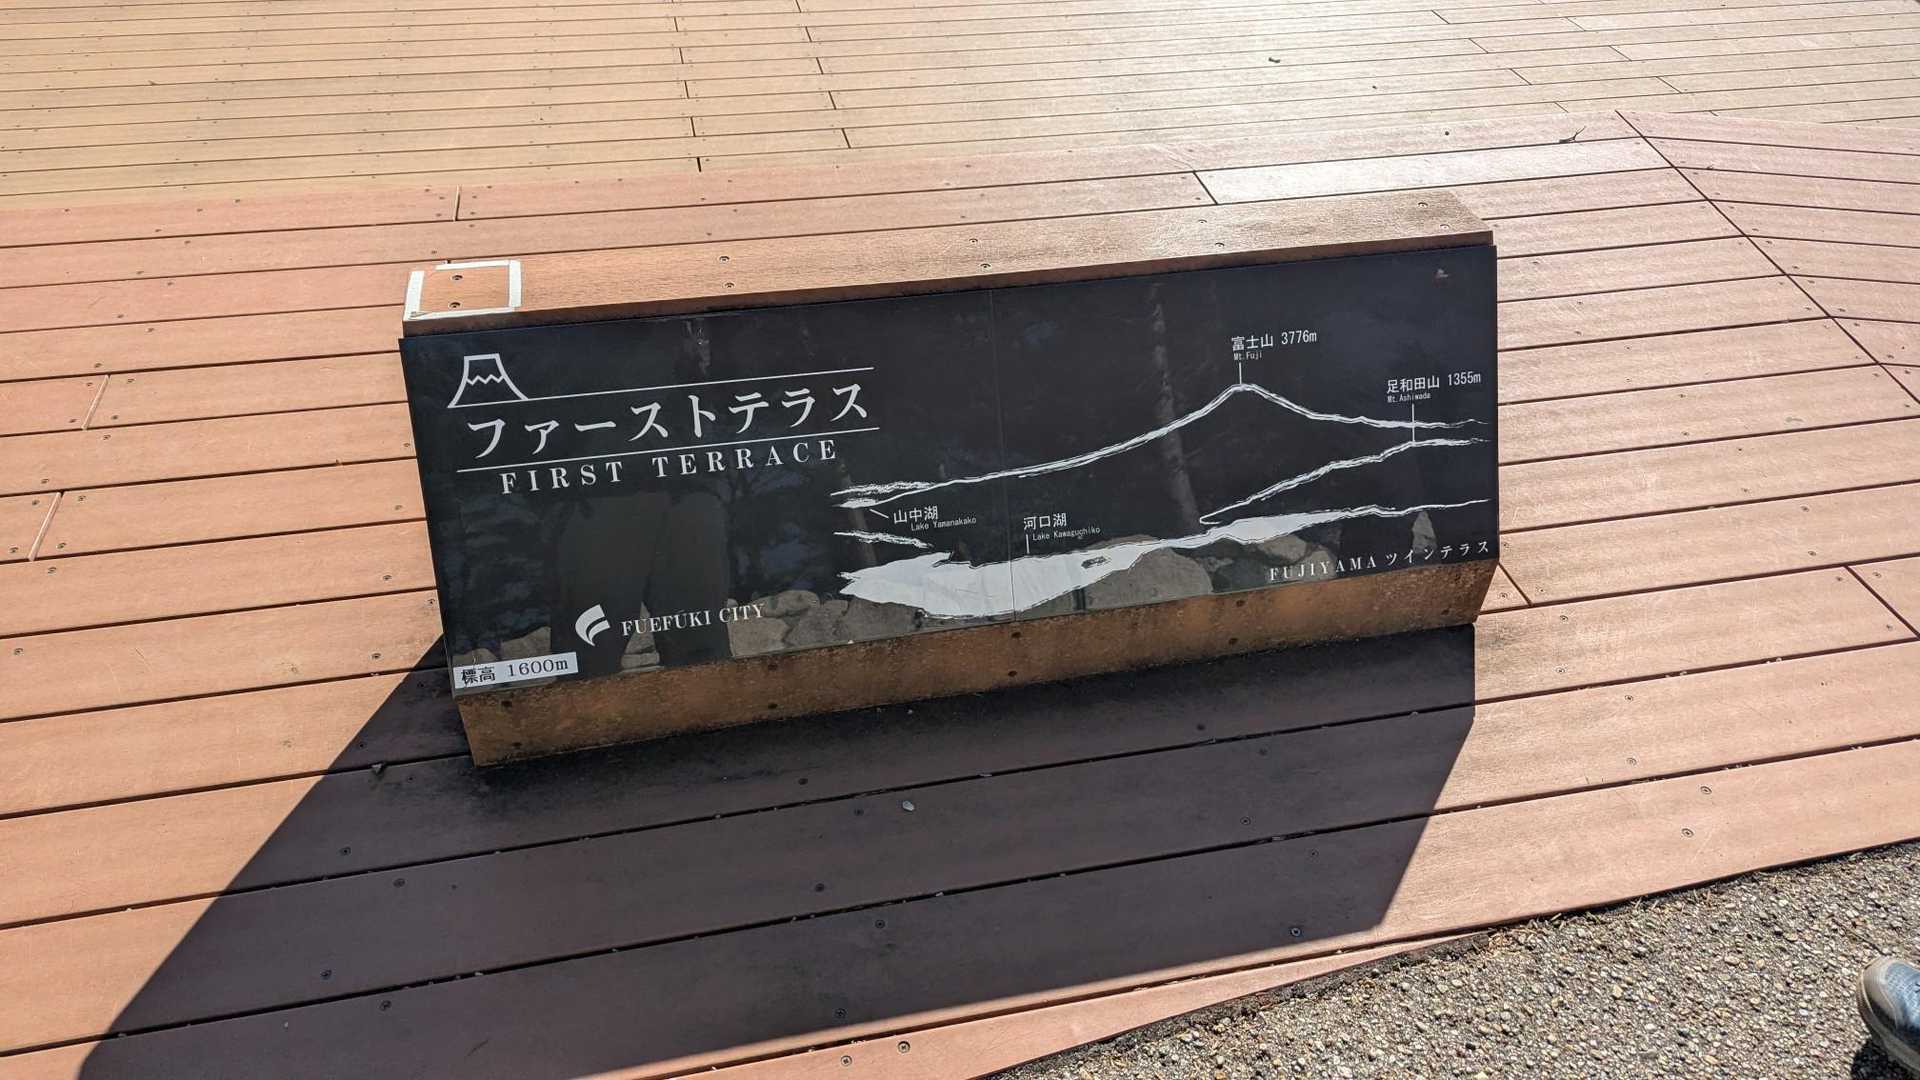 ファーストテラス
FIRST TERRACE
富士山 3776m
Mt.Fuji
足和田山 1355m
Mt.Ashiwada
山中湖
Lake Yamanakako
河口湖
Lake Kawaguchiko
FUJIYAMA ツインテラス
FUEFUKI CITY
標高 1600m